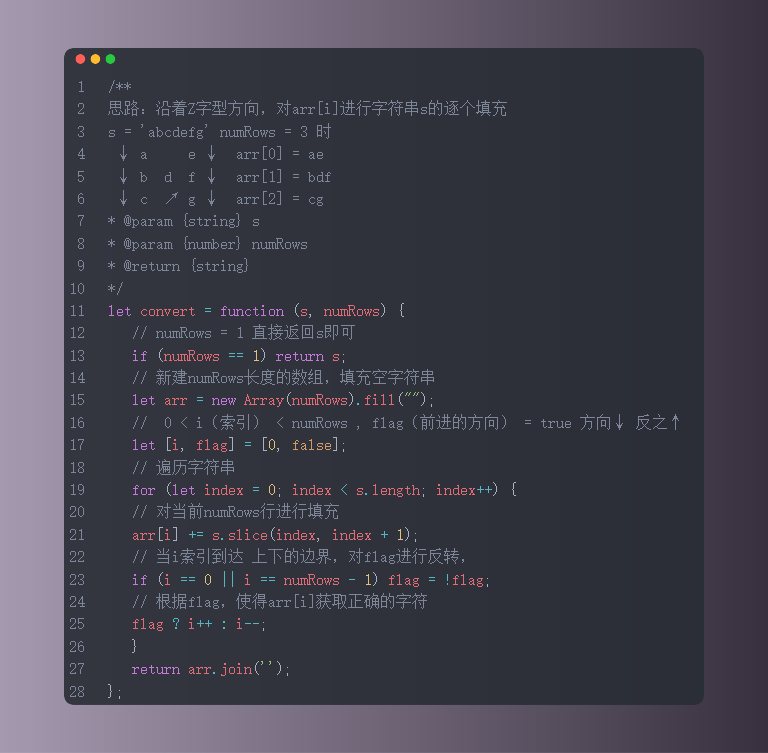 1 /**
2 思路：沿着Z字型方向，对arr[i]进行字符串s的逐个填充
3 s = 'abcdefg' numRows = 3 时
4 ↓ a     e ↓  arr[0] = ae
5 ↓ b  d  f ↓  arr[1] = bdf
6 ↓ c  ↗ g ↓  arr[2] = cg
7 * @param {string} s
8 * @param {number} numRows
9 * @return {string}
10 */
11 let convert = function (s, numRows) {
12    // numRows = 1 直接返回s即可
13    if (numRows == 1) return s;
14    // 新建numRows长度的数组，填充空字符串
15    let arr = new Array(numRows).fill("");
16    //  0 < i（索引） < numRows , flag（前进的方向） = true 方向↓ 反之↑
17    let [i, flag] = [0, false];
18    // 遍历字符串
19    for (let index = 0; index < s.length; index++) {
20    // 对当前numRows行进行填充
21    arr[i] += s.slice(index, index + 1);
22    // 当i索引到达 上下的边界，对flag进行反转，
23    if (i == 0 || i == numRows - 1) flag = !flag;
24    // 根据flag，使得arr[i]获取正确的字符
25    flag ? i++ : i--;
26    }
27    return arr.join('');
28 };